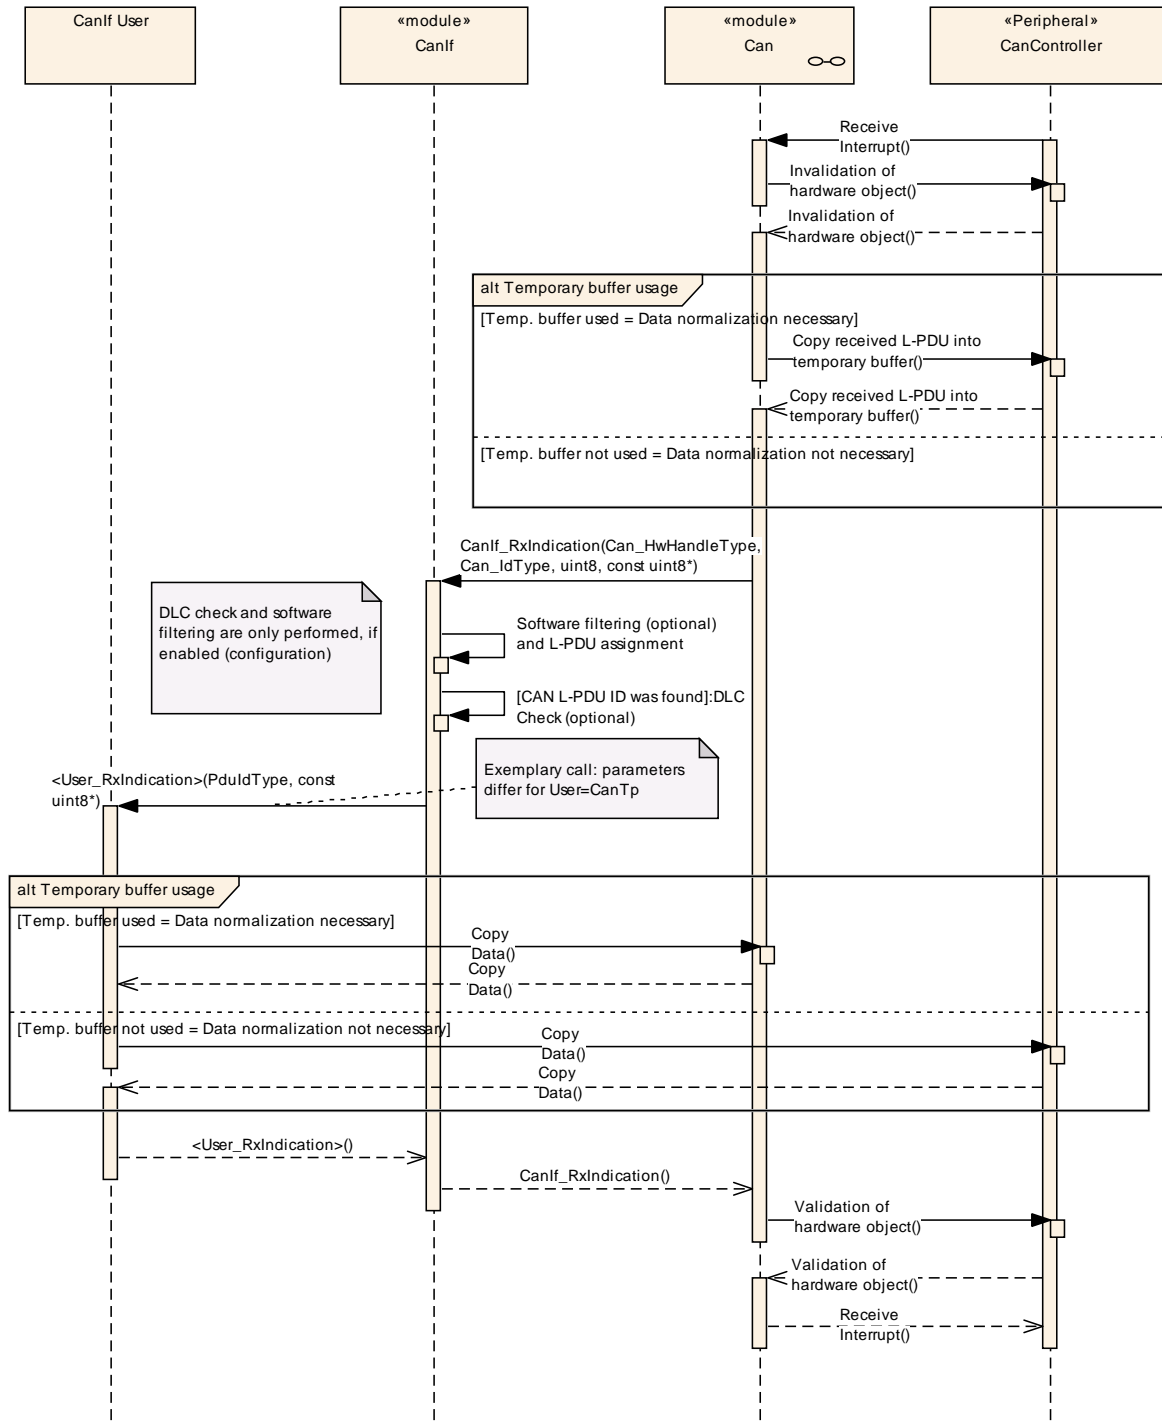 CanIf User
«module»
CanIf
«module»
Can
«Peripheral»
CanController
Receive
Interrupt()
Invalidation of
hardware object()
Invalidation of
hardware object()
alt Temporary buffer usage
[Temp. buffer used = Data normalization necessary]
Copy received L-PDU into
temporary buffer()
Copy received L-PDU into
temporary buffer()
[Temp. buffer not used = Data normalization not necessary]
CanIf_RxIndication(Can_HwHandleType,
Can_IdType, uint8, const uint8*)
DLC check and software
filtering are only performed, if
enabled (configuration)
Software filtering (optional)
and L-PDU assignment
[CAN L-PDU ID was found]:DLC
Check (optional)
Exemplary call: parameters
differ for User=CanTp
<User_RxIndication>(PduIdType, const
uint8*)
alt Temporary buffer usage
[Temp. buffer used = Data normalization necessary]
Copy
Data()
Copy
Data()
[Temp. buffer not used = Data normalization not necessary]
Copy
Data()
Copy
Data()
<User_RxIndication>()
CanIf_RxIndication()
Validation of
hardware object()
Validation of
hardware object()
Receive
Interrupt()